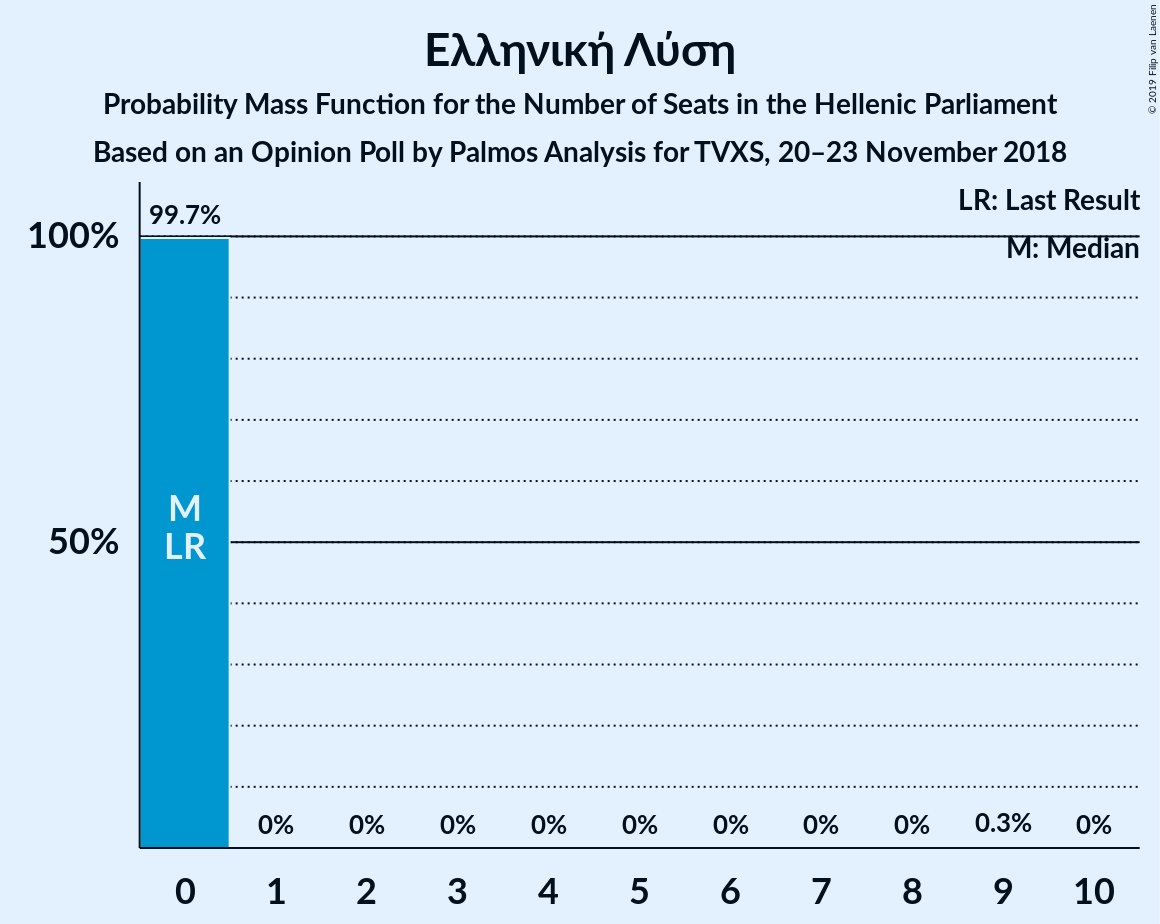 Ελληνική Λύση
Probability Mass Function for the Number of Seats in the Hellenic Parliament
Based on an Opinion Poll by Palmos Analysis for TVXS, 20–23 November 2018
© 2019 Filip van Laenen
LR: Last Result
M: Median
99.7%
100%
50%
M
LR
0% 0% 0% 0% 0% 0% 0% 0% 0.3% 0%
0 1 2 3 4 5 6 7 8 9 10